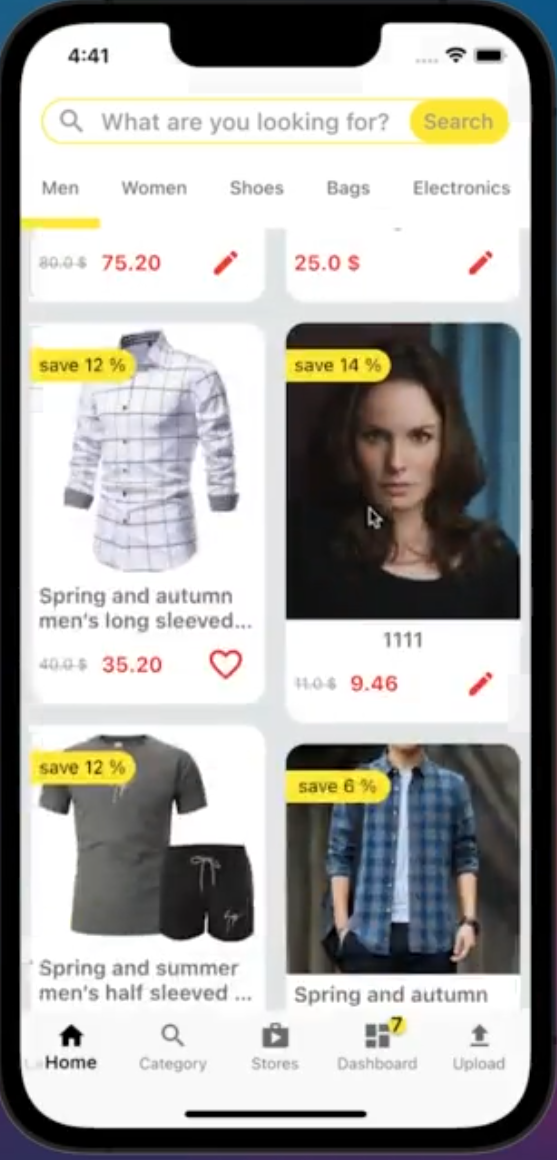 4:41
What are you looking for? Search
Men Women Shoes Bags Electronics
80.0 $ 75.20
25.0 $
save 12 %
save 14 %
Spring and autumn
men's long sleeved...
40.0 $ 35.20
1111
11.0 $ 9.46
save 12 %
save 6 %
Spring and summer
men's half sleeved ...
Spring and autumn
7
Home Category Stores Dashboard Upload